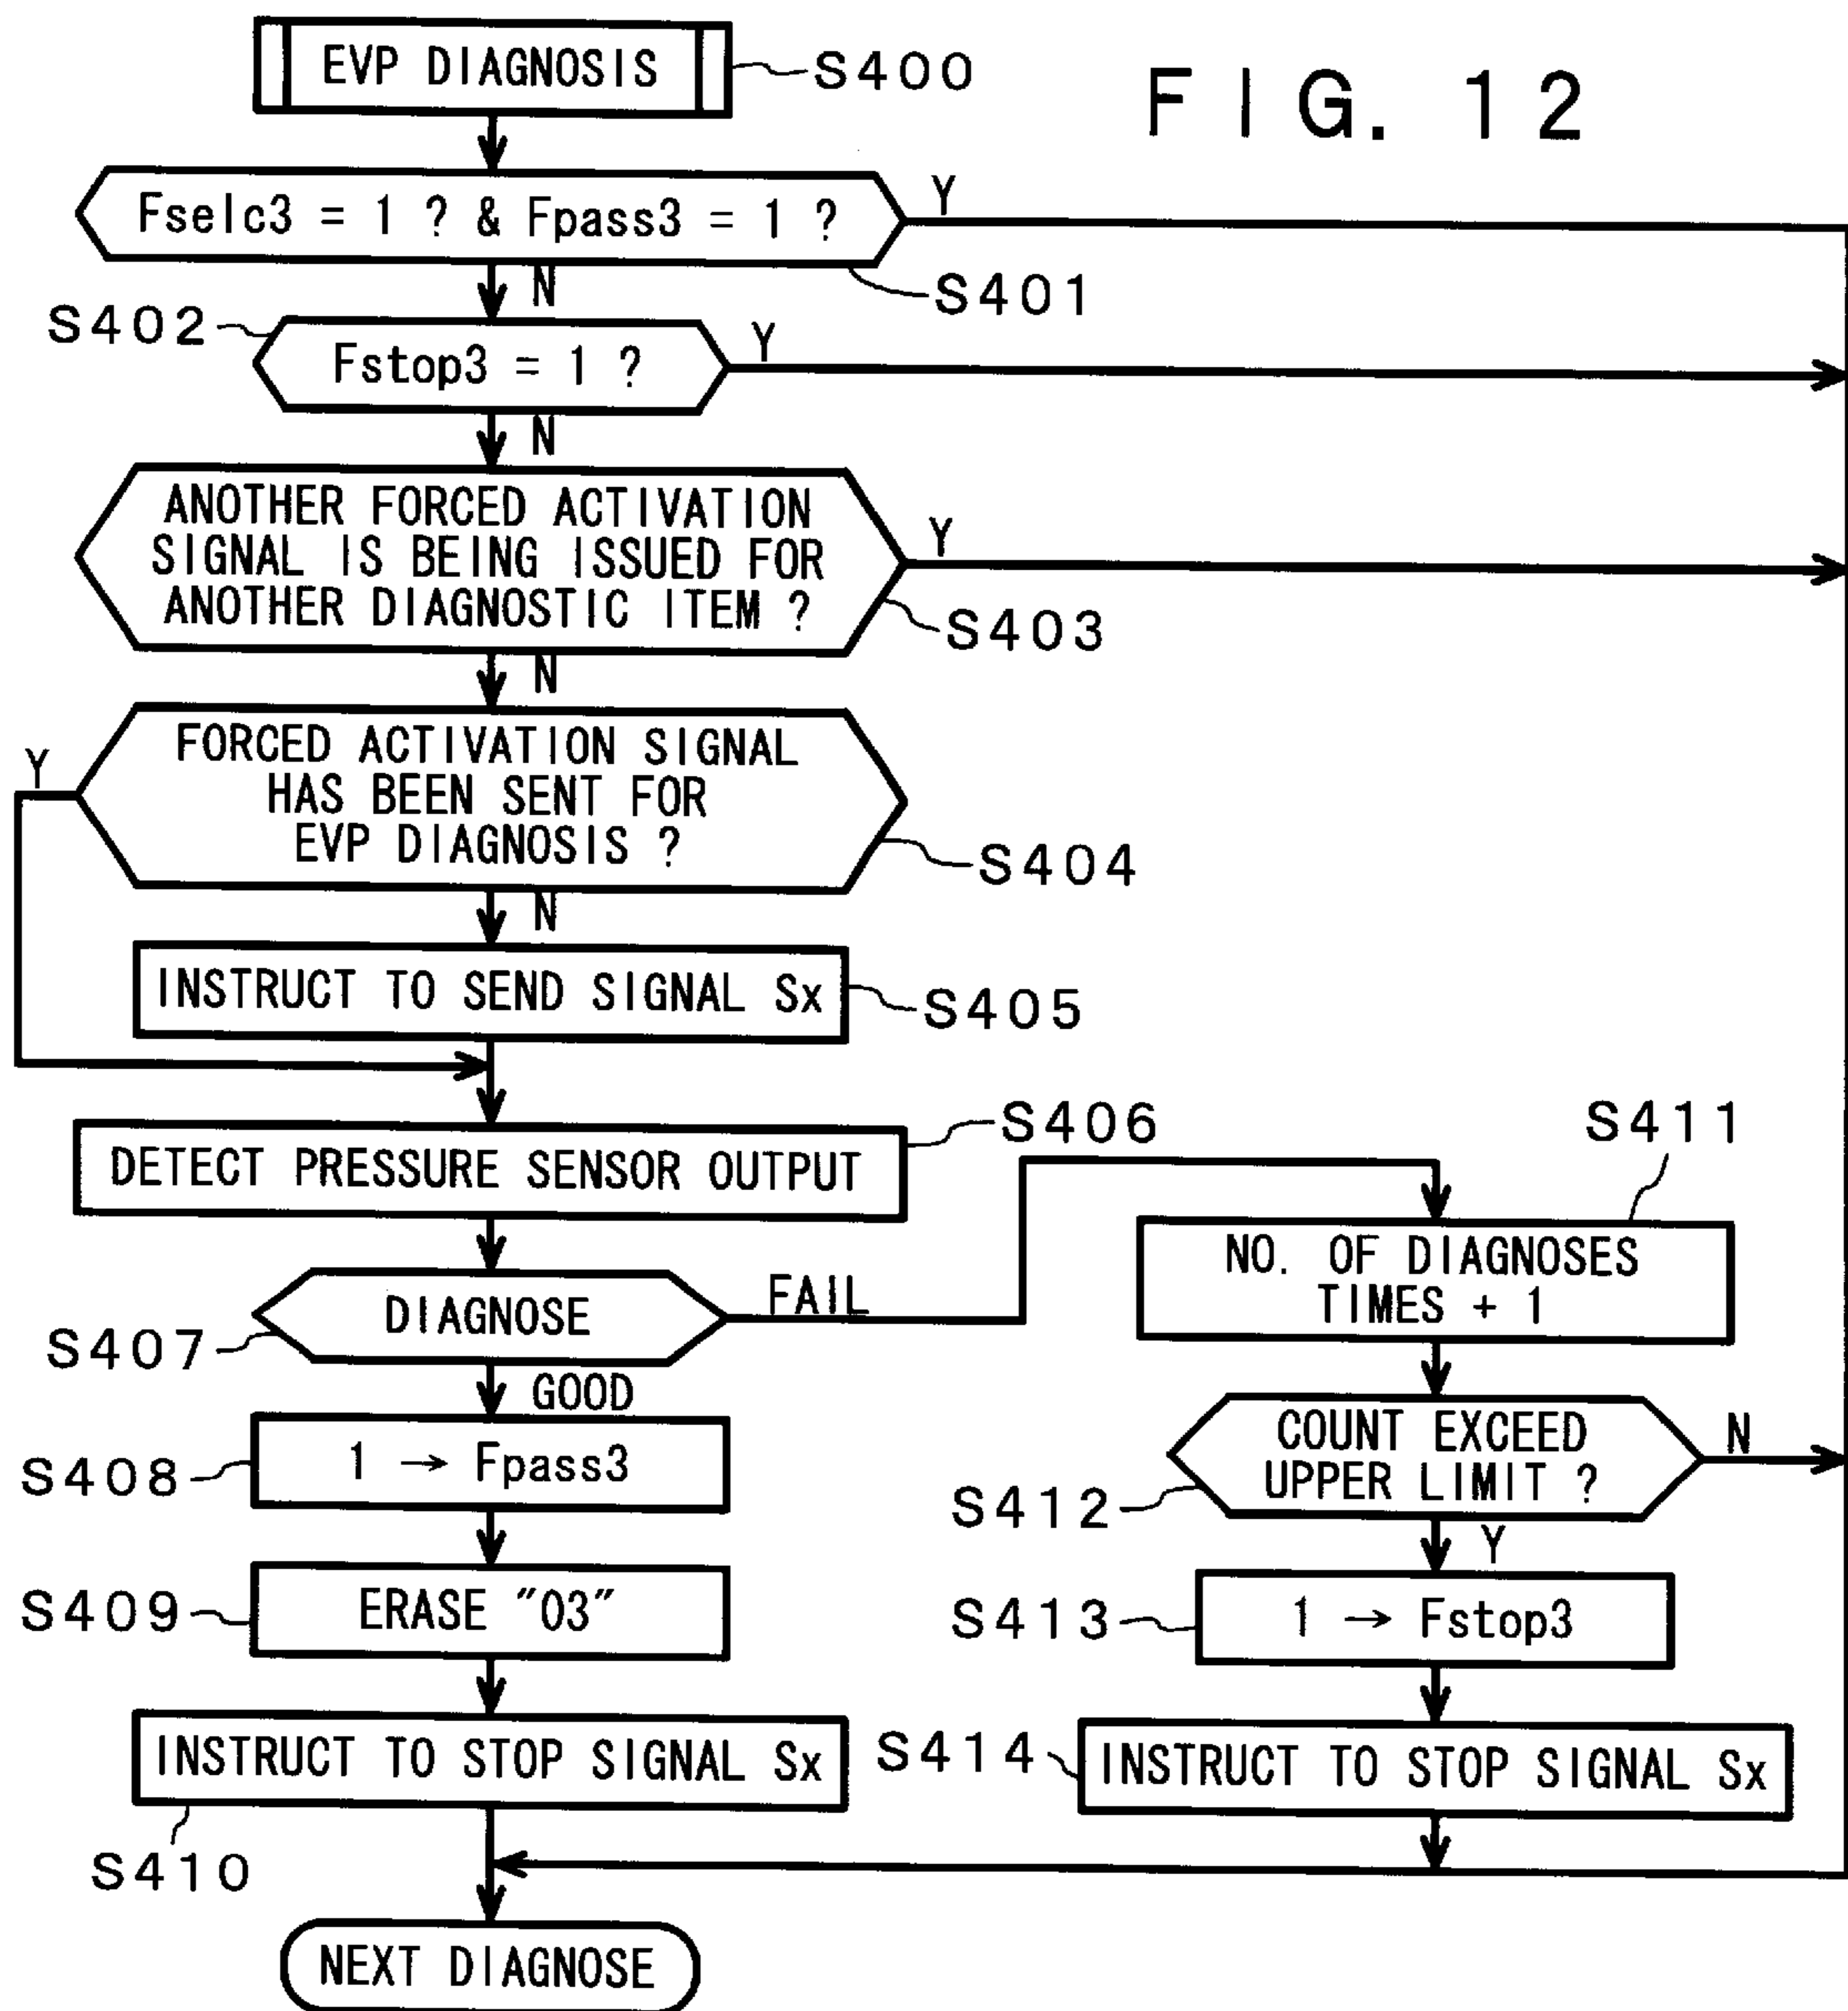 FIG. 12
EVP DIAGNOSIS
S400
Fselc3 = 1 ? & Fpass3 = 1 ?
Y
N
S401
S402
Fstop3 = 1 ?
Y
N
ANOTHER FORCED ACTIVATION
SIGNAL IS BEING ISSUED FOR
ANOTHER DIAGNOSTIC ITEM ?
Y
S403
N
FORCED ACTIVATION SIGNAL
HAS BEEN SENT FOR
EVP DIAGNOSIS ?
Y
S404
N
INSTRUCT TO SEND SIGNAL Sx
S405
DETECT PRESSURE SENSOR OUTPUT
S406
DIAGNOSE
S407
FAIL
GOOD
1 → Fpass3
S408
ERASE "03"
S409
INSTRUCT TO STOP SIGNAL Sx
S410
S411
NO. OF DIAGNOSES
TIMES + 1
COUNT EXCEED
UPPER LIMIT ?
N
S412
Y
1 → Fstop3
S413
INSTRUCT TO STOP SIGNAL Sx
S414
NEXT DIAGNOSE